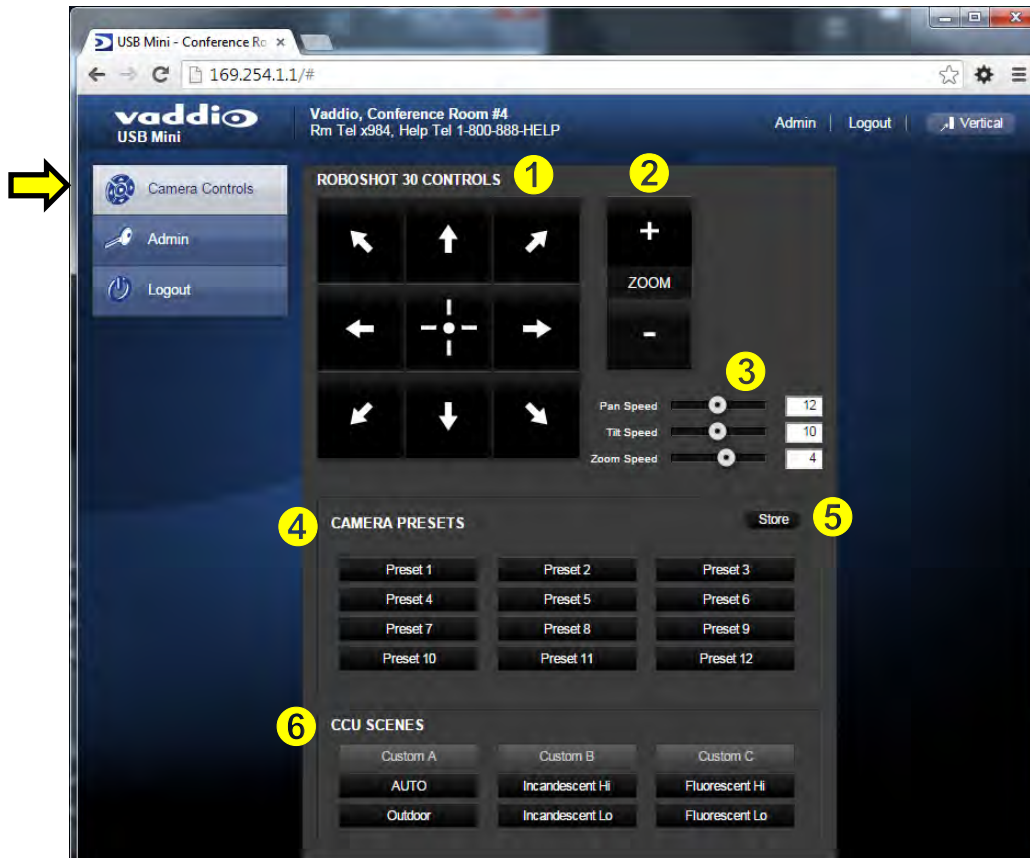 USB Mini - Conference Ro
169.254.1.1/#
vaddio
USB Mini
Vaddio, Conference Room #4
Rm Tel x984, Help Tel 1-800-888-HELP
Admin | Logout | Vertical
Camera Controls
Admin
Logout
ROBOSHOT 30 CONTROLS 1
2
+
ZOOM
-
3
Pan Speed 12
Tilt Speed 10
Zoom Speed 4
4 CAMERA PRESETS
Store 5
Preset 1 Preset 2 Preset 3
Preset 4 Preset 5 Preset 6
Preset 7 Preset 8 Preset 9
Preset 10 Preset 11 Preset 12
6 CCU SCENES
Custom A Custom B Custom C
AUTO Incandescent Hi Fluorescent Hi
Outdoor Incandescent Lo Fluorescent Lo